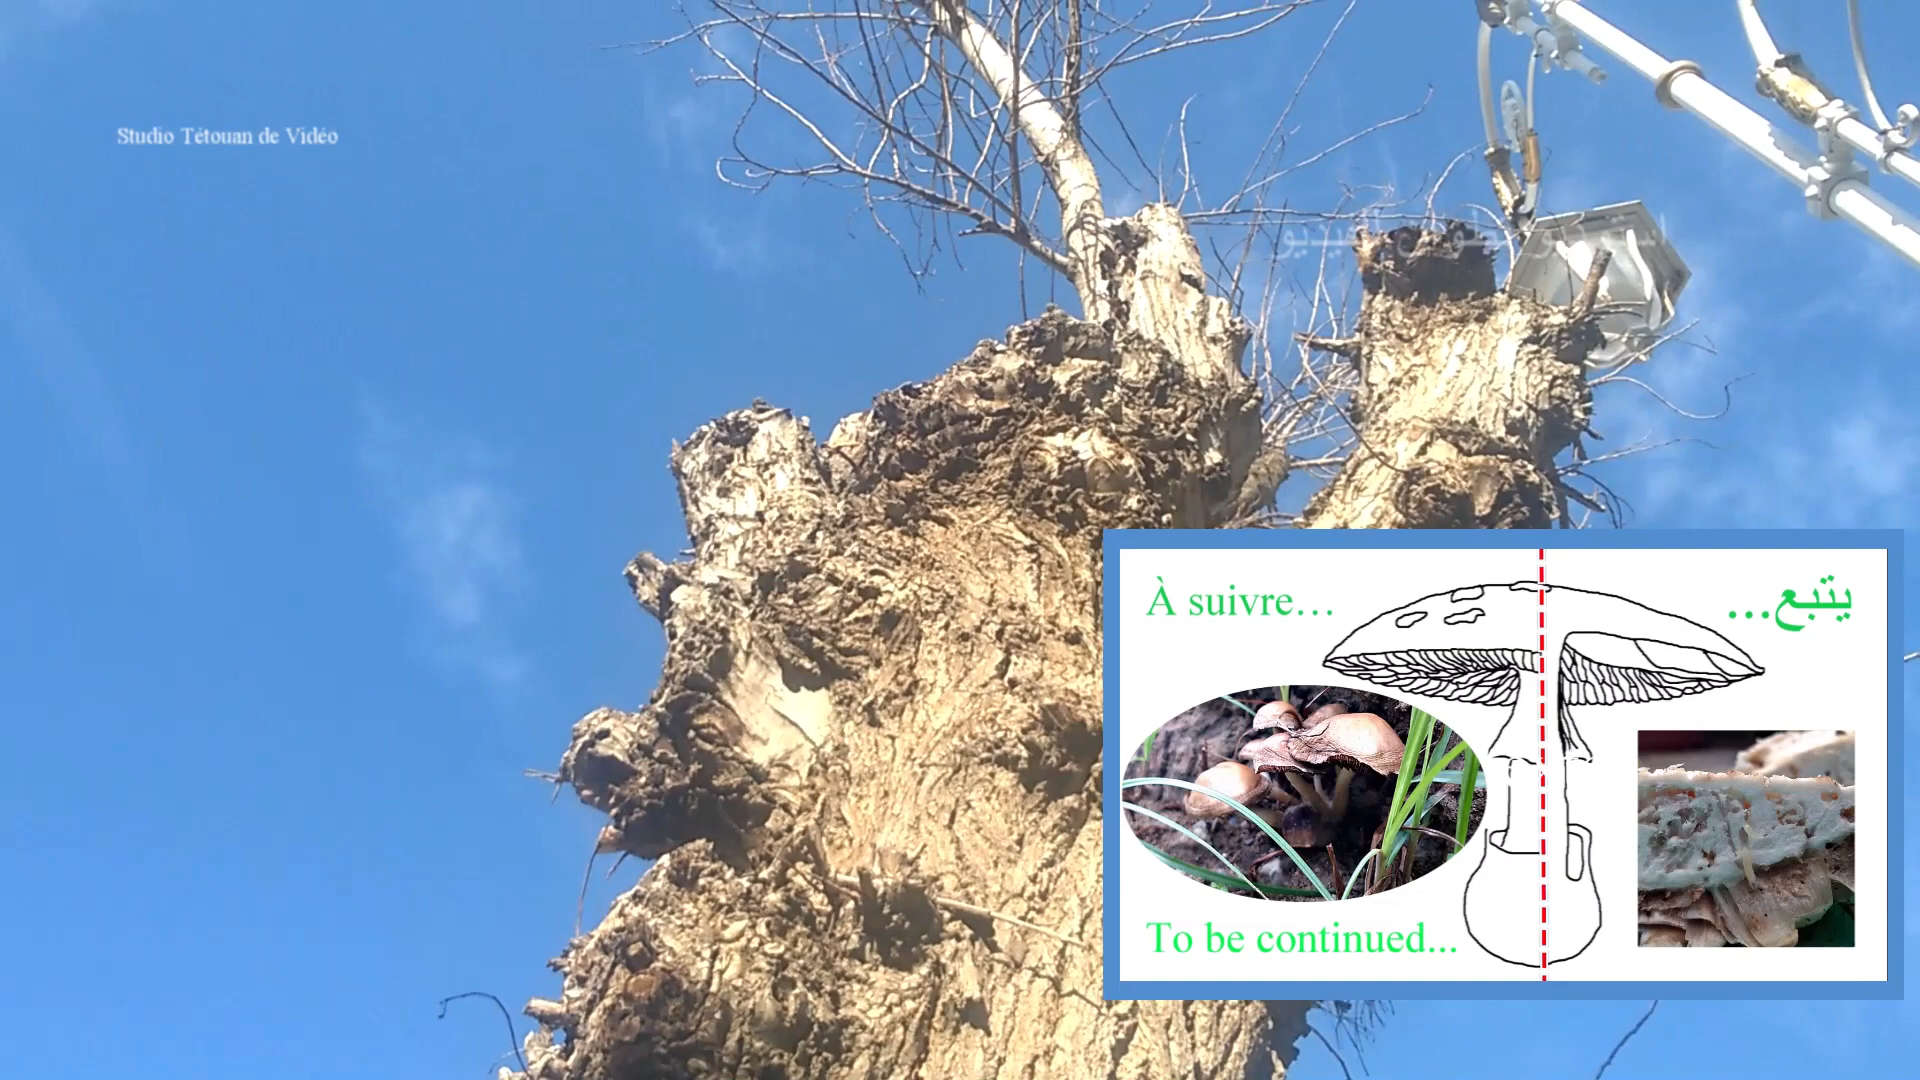 Studio Tétouan de Vidéo
À suivre…
يتبع...
To be continued...